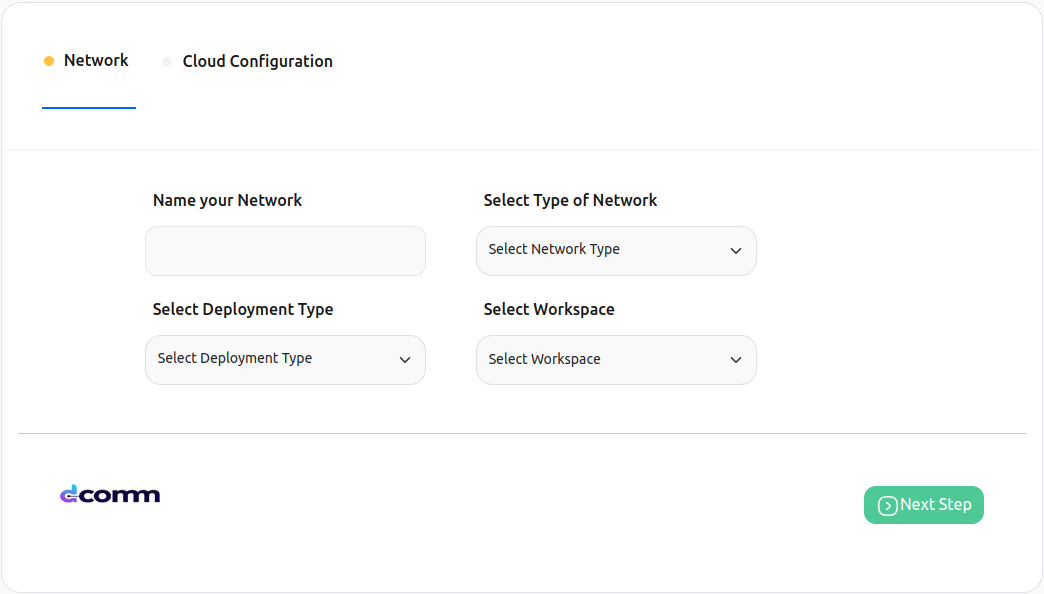 Network
Cloud Configuration
Name your Network
Select Type of Network
Select Network Type
Select Deployment Type
Select Workspace
Select Deployment Type
Select Workspace
dcomm
Next Step